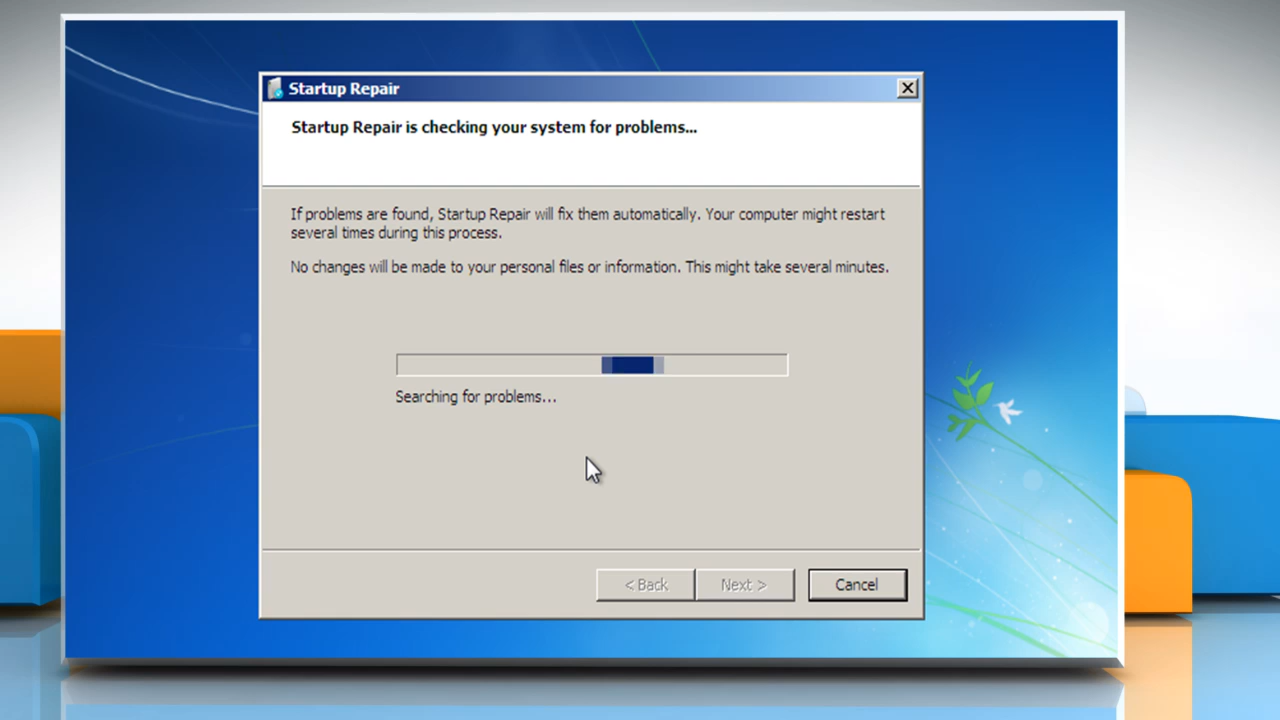 Startup Repair
Startup Repair is checking your system for problems...
If problems are found, Startup Repair will fix them automatically. Your computer might restart
several times during this process.
No changes will be made to your personal files or information. This might take several minutes.
Searching for problems...
< Back
Next >
Cancel